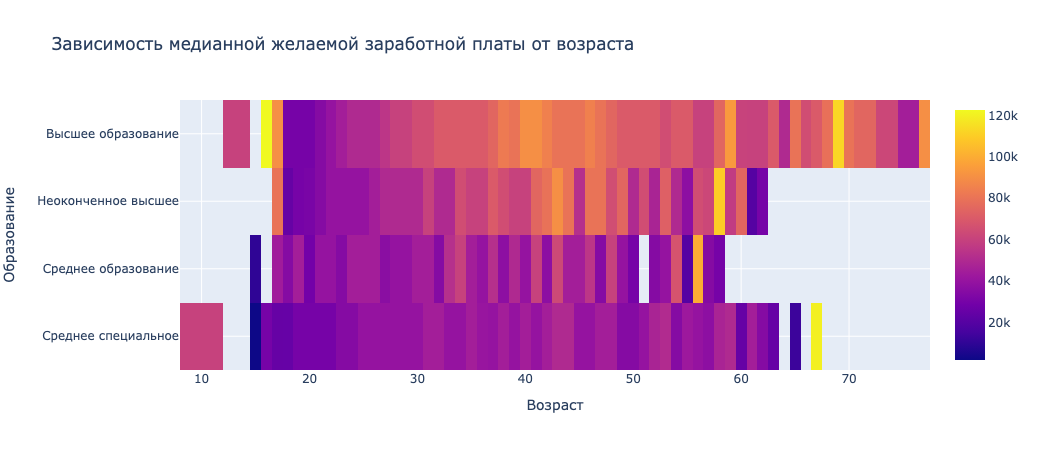 Зависимость медианной желаемой заработной платы от возраста
Образование
Высшее образование
Неоконченное высшее
Среднее образование
Среднее специальное
10 20 30 40 50 60 70
Возраст
120k
100k
80k
60k
40k
20k